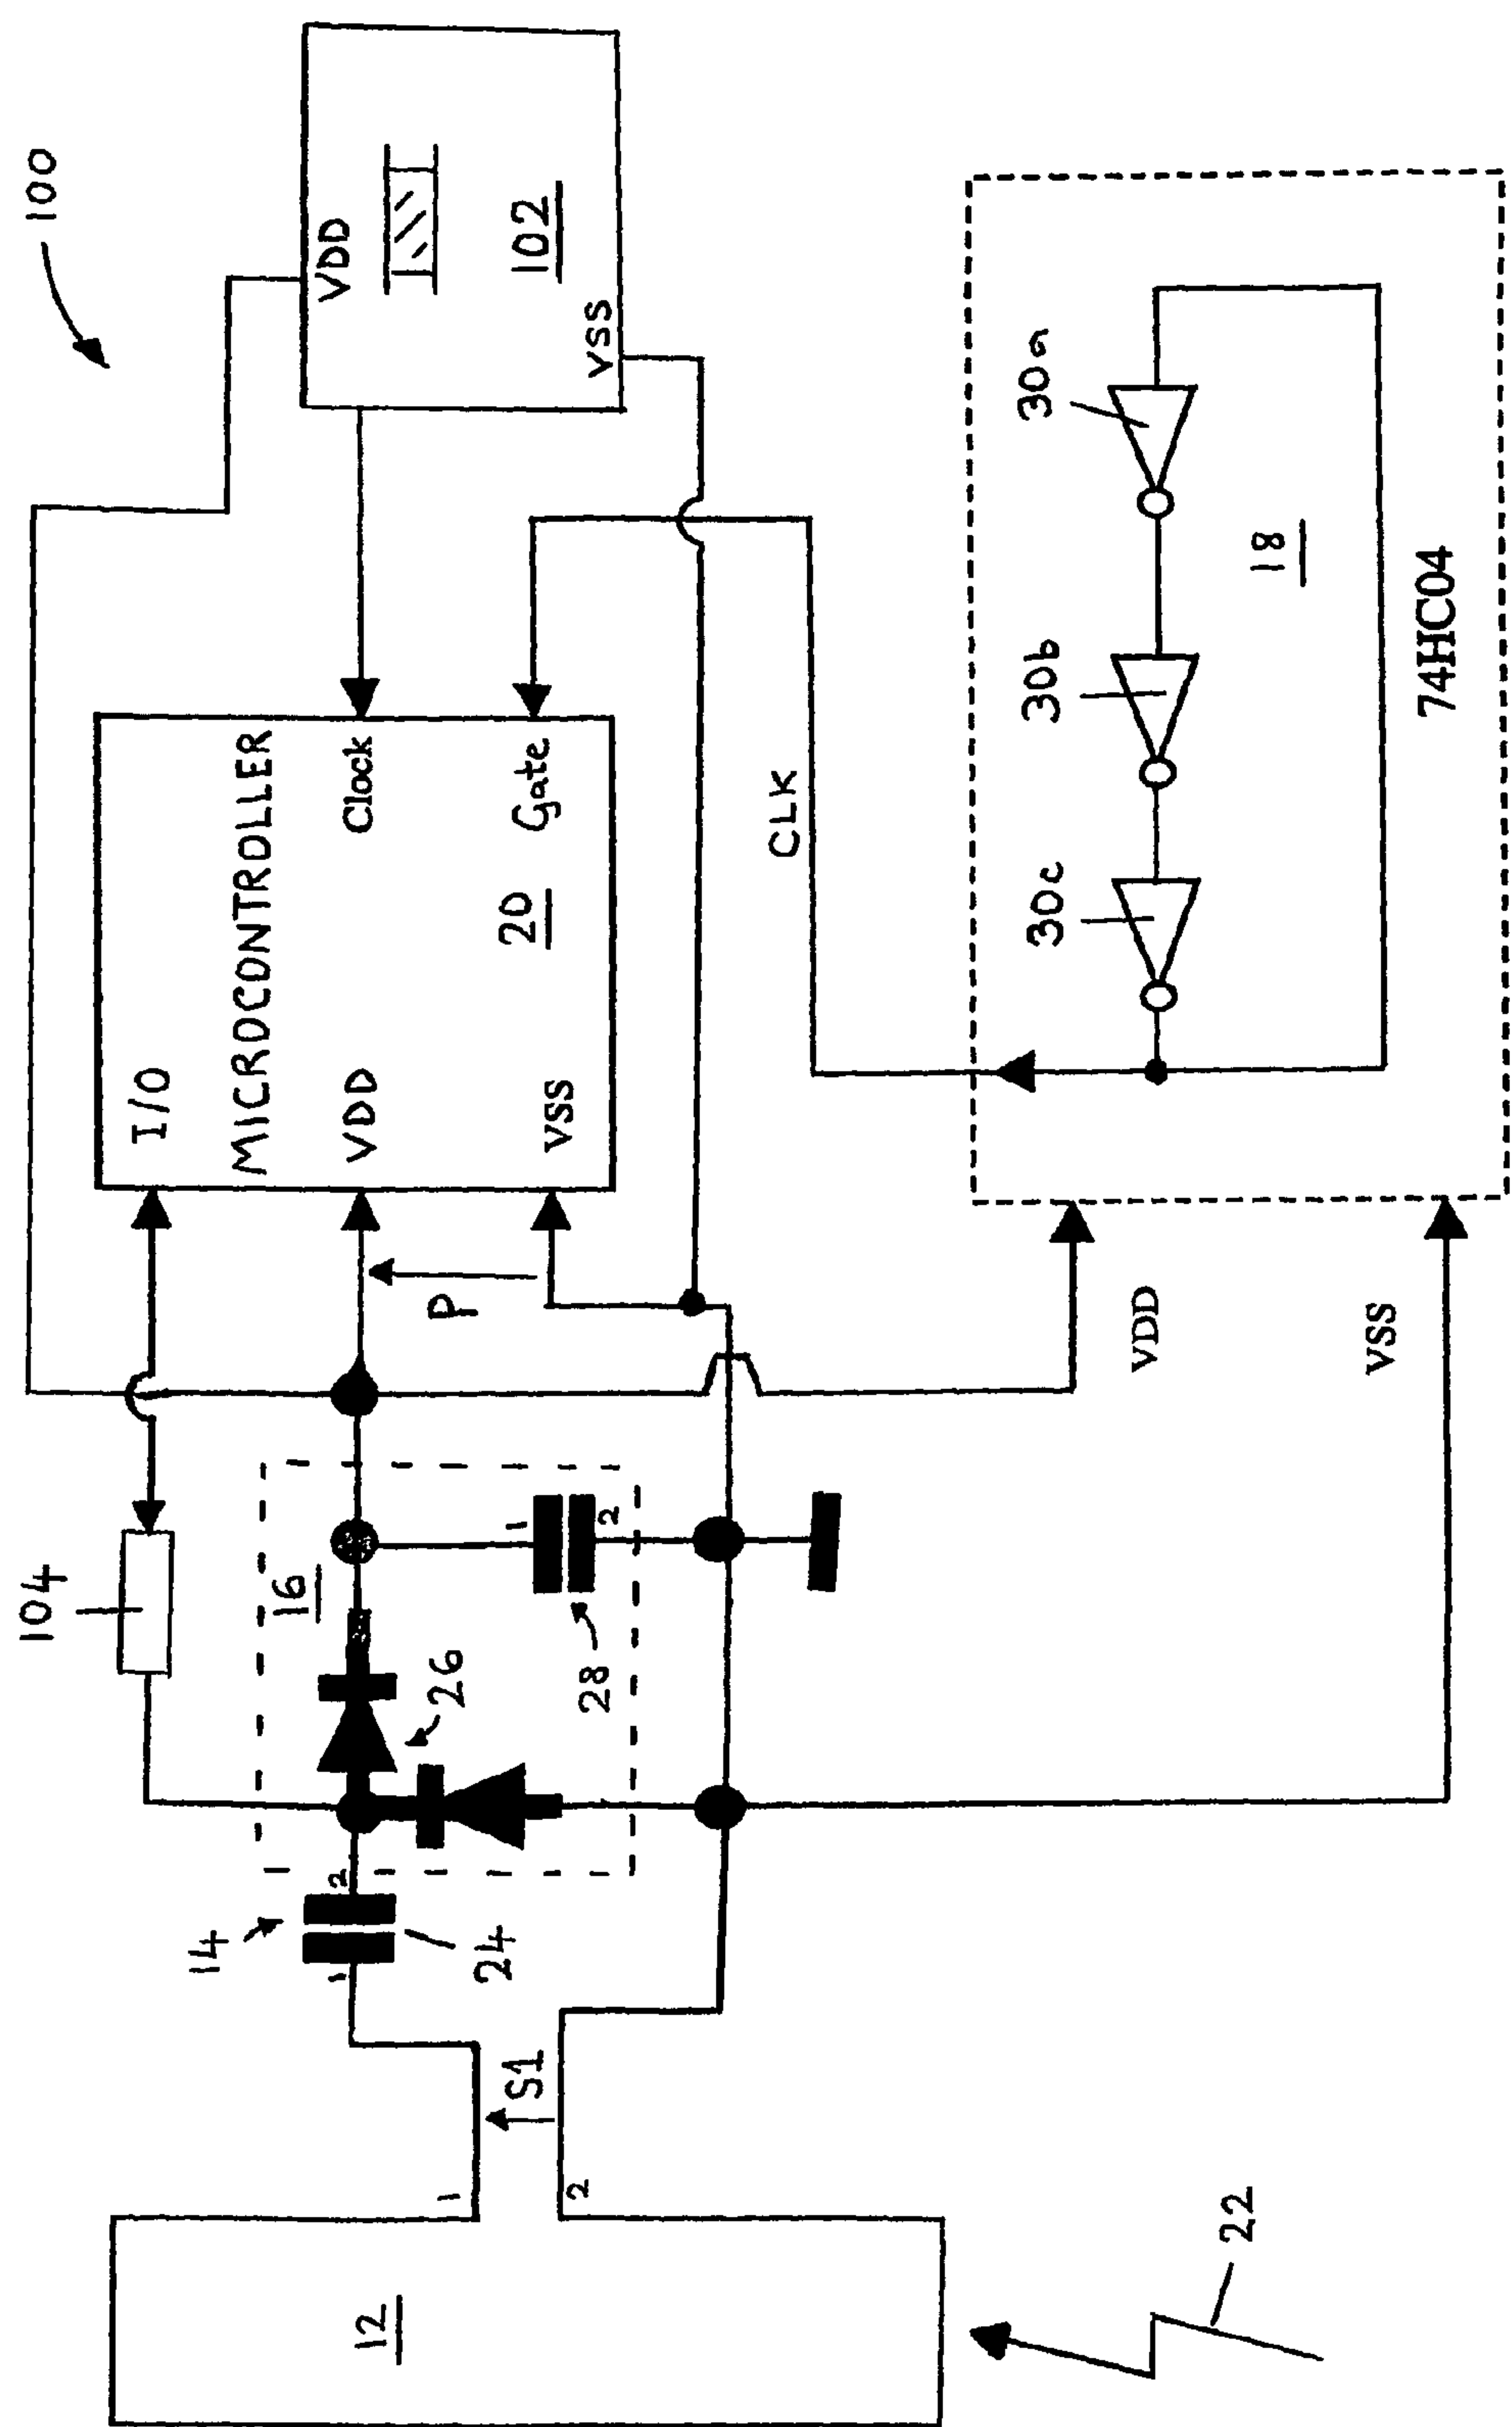 100
104
I/O
MICROCONTROLLER
VDD
16
14
2
1
24
26
1
2
28
P
VDD
VSS
20
Clock
Gate
VDD
102
VSS
12
1
S1
2
CLK
22
VDD
VSS
30c
30b
30a
18
74HC04